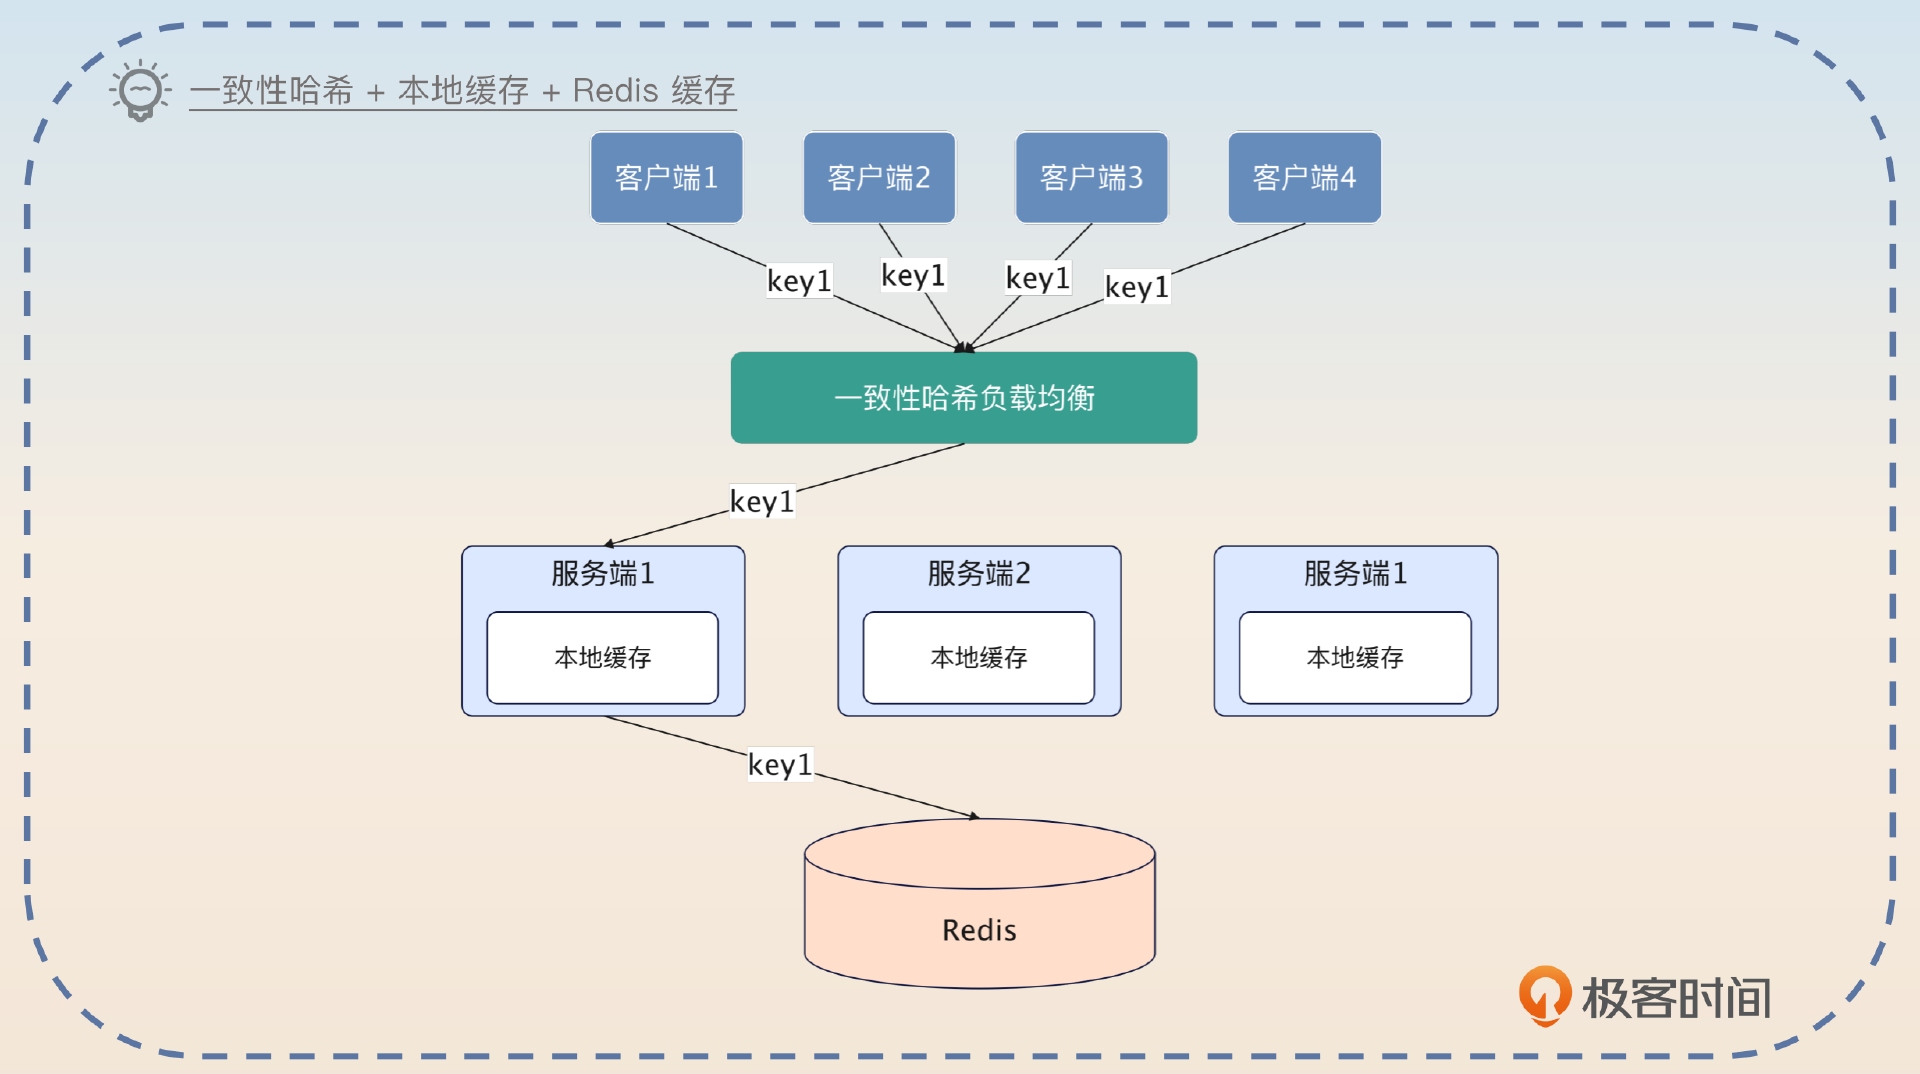 一致性哈希 + 本地缓存 + Redis 缓存
客户端1
客户端2
客户端3
客户端4
key1
key1
key1
key1
一致性哈希负载均衡
key1
服务端1
服务端2
服务端1
本地缓存
本地缓存
本地缓存
key1
Redis
极客时间